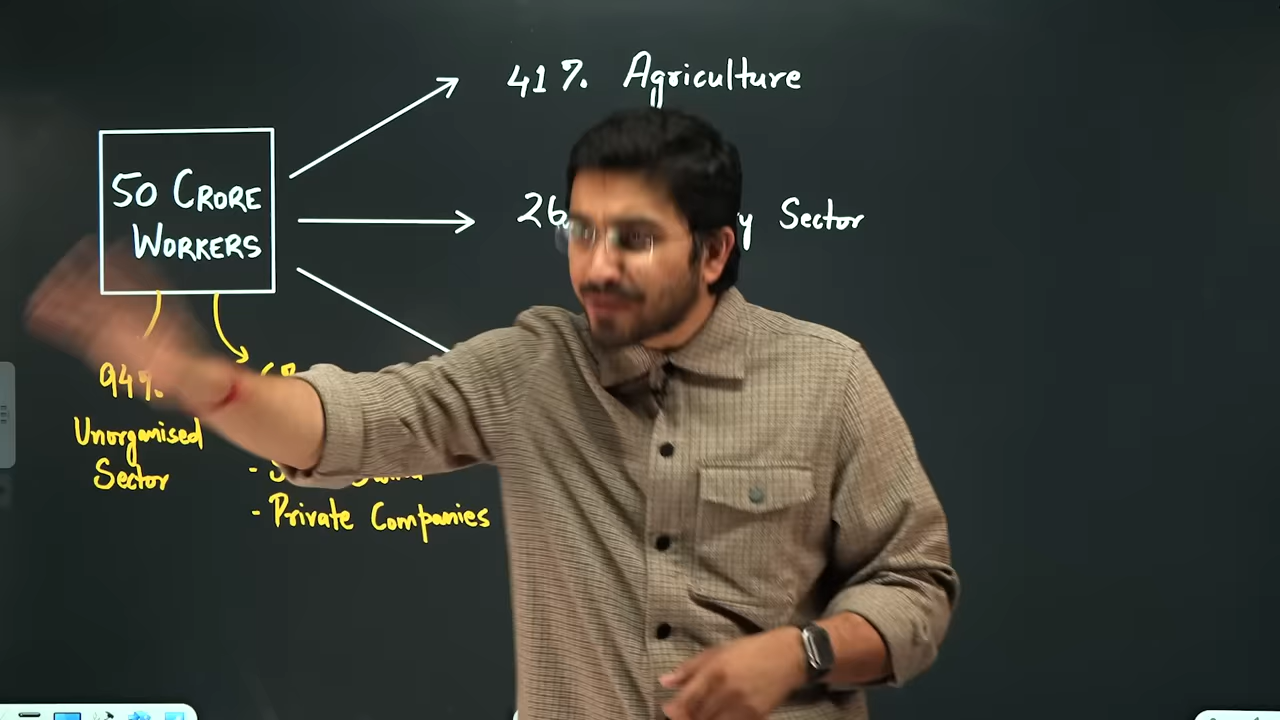 41% Agriculture
50 CRORE
WORKERS
26 Sector
94%
Unorganised
Sector
- Private Companies